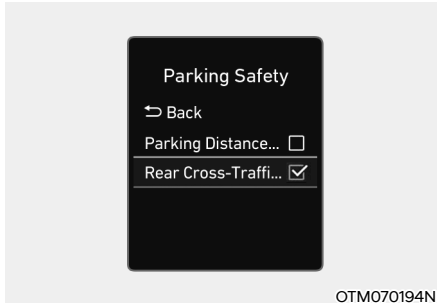 Parking Safety
Back
Parking Distance...
Rear Cross-Traffi...
OTM070194N